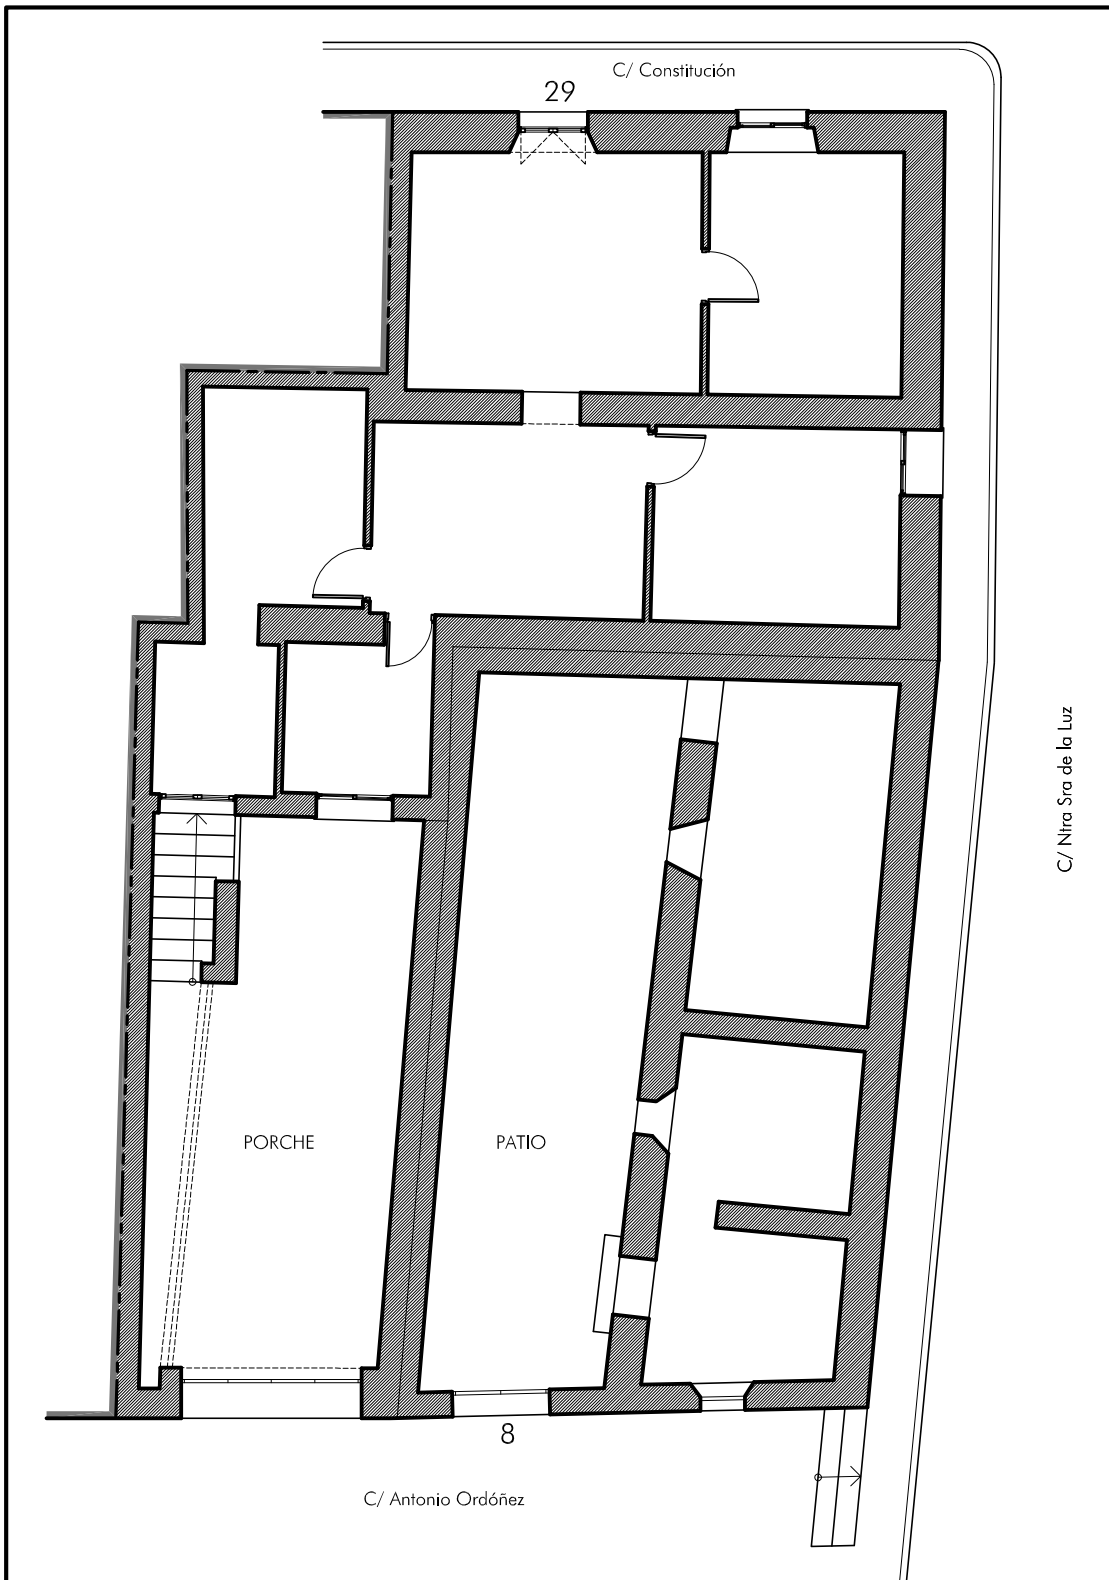 C/ Constitución
29
C/ Ntra Sra de la Luz
PORCHE
PATIO
8
C/ Antonio Ordóñez